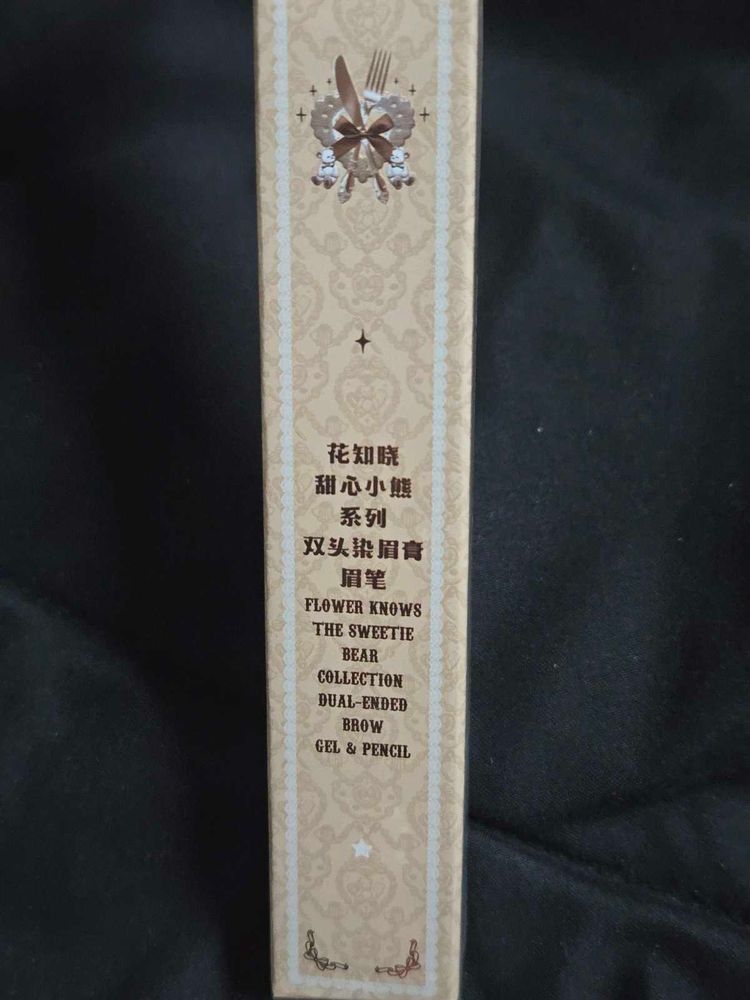 花知晓
甜心小熊
系列
双头染眉膏
眉笔
FLOWER KNOWS
THE SWEETIE
BEAR
COLLECTION
DUAL-ENDED
BROW
GEL & PENCIL